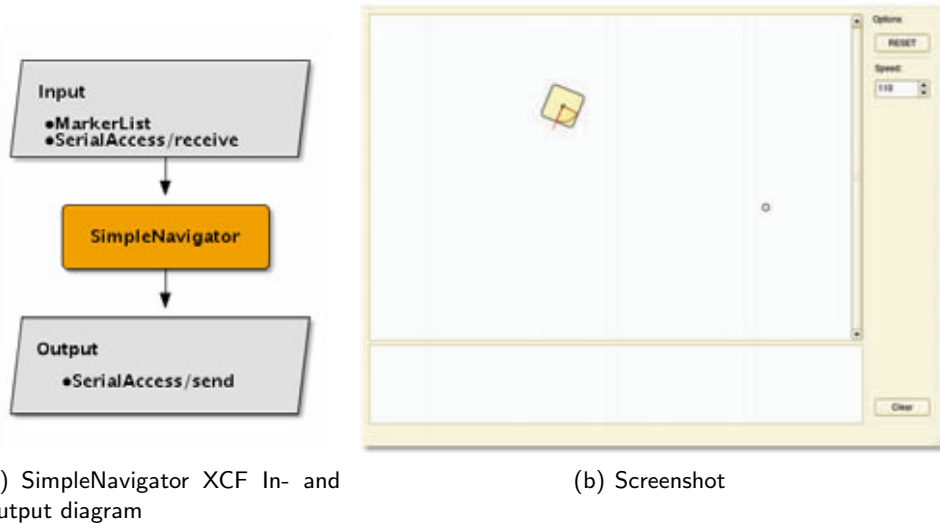 Input
•MarkerList
•SerialAccess/receive
SimpleNavigator
Output
•SerialAccess/send
Options
RESET
Speed:
110
Clear
) SimpleNavigator XCF In- and
utput diagram
(b) Screenshot